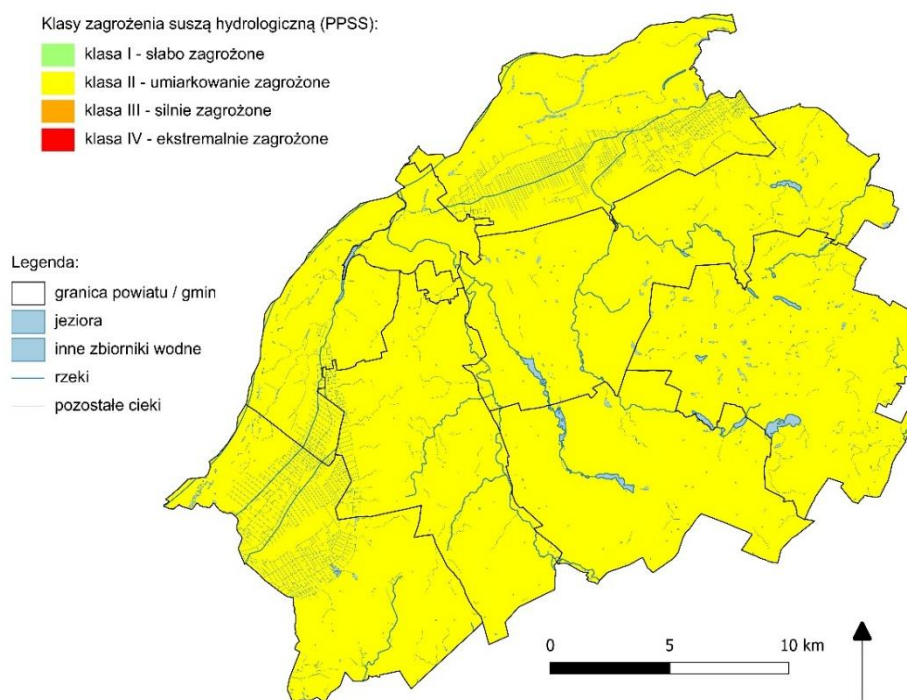 Klasy zagrożenia suszą hydrologiczną (PPSS):
klasa I - słabo zagrożone
klasa II - umiarkowanie zagrożone
klasa III - silnie zagrożone
klasa IV - ekstremalnie zagrożone
Legenda:
granica powiatu / gmin
jeziora
inne zbiorniki wodne
rzeki
pozostałe cieki
0 5 10 km